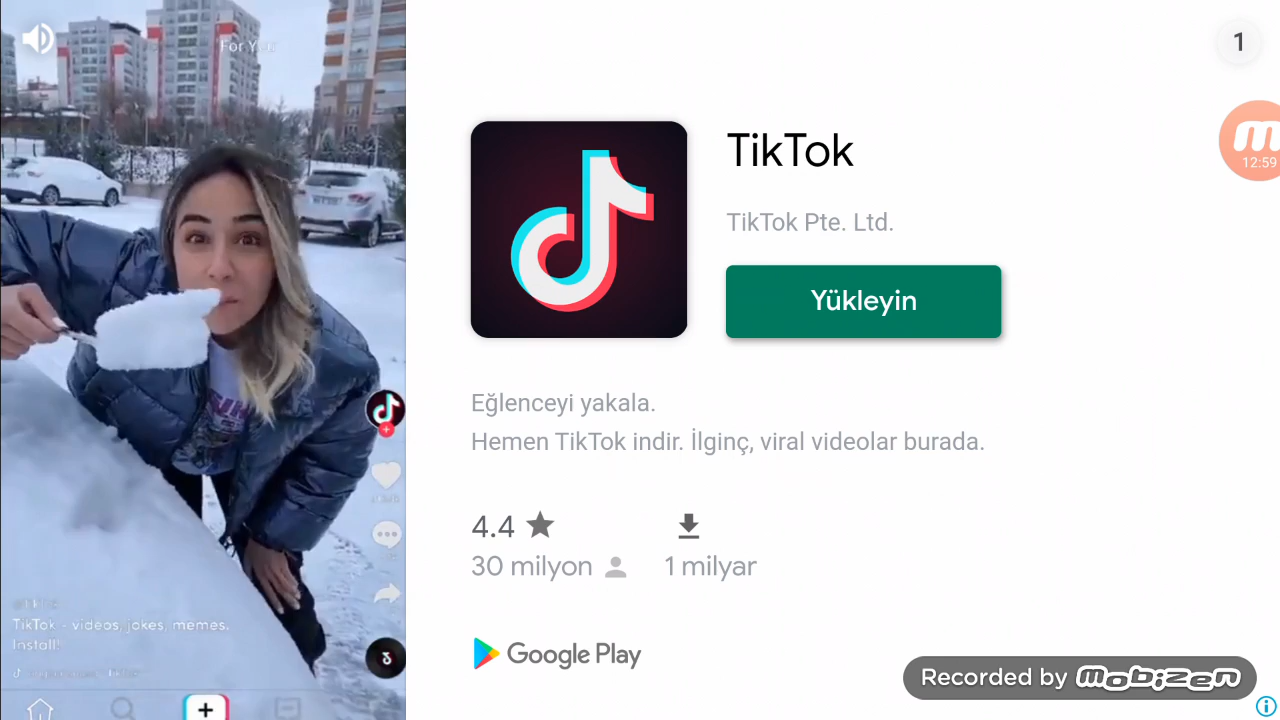 For You
1
12:59
TikTok
TikTok Pte. Ltd.
Yükleyin
Eğlenceyi yakala.
Hemen TikTok indir. İlginç, viral videolar burada.
4.4
30 milyon
1 milyar
Google Play
TikTok - videos, jokes, memes.
Install!
Recorded by mobizen